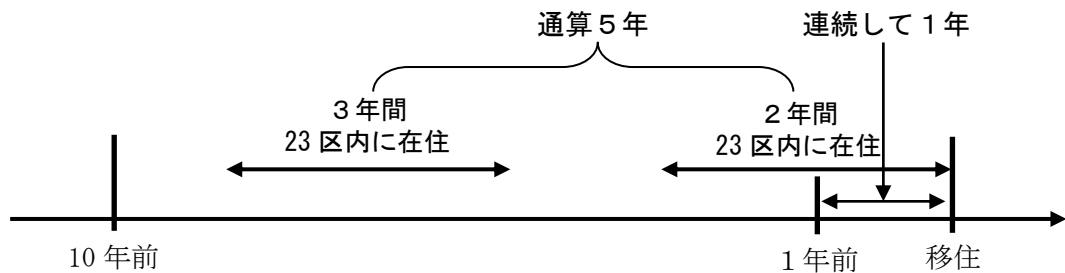 通算５年
連続して１年
３年間
23 区内に在住
２年間
23 区内に在住
10 年前
１年前
移住